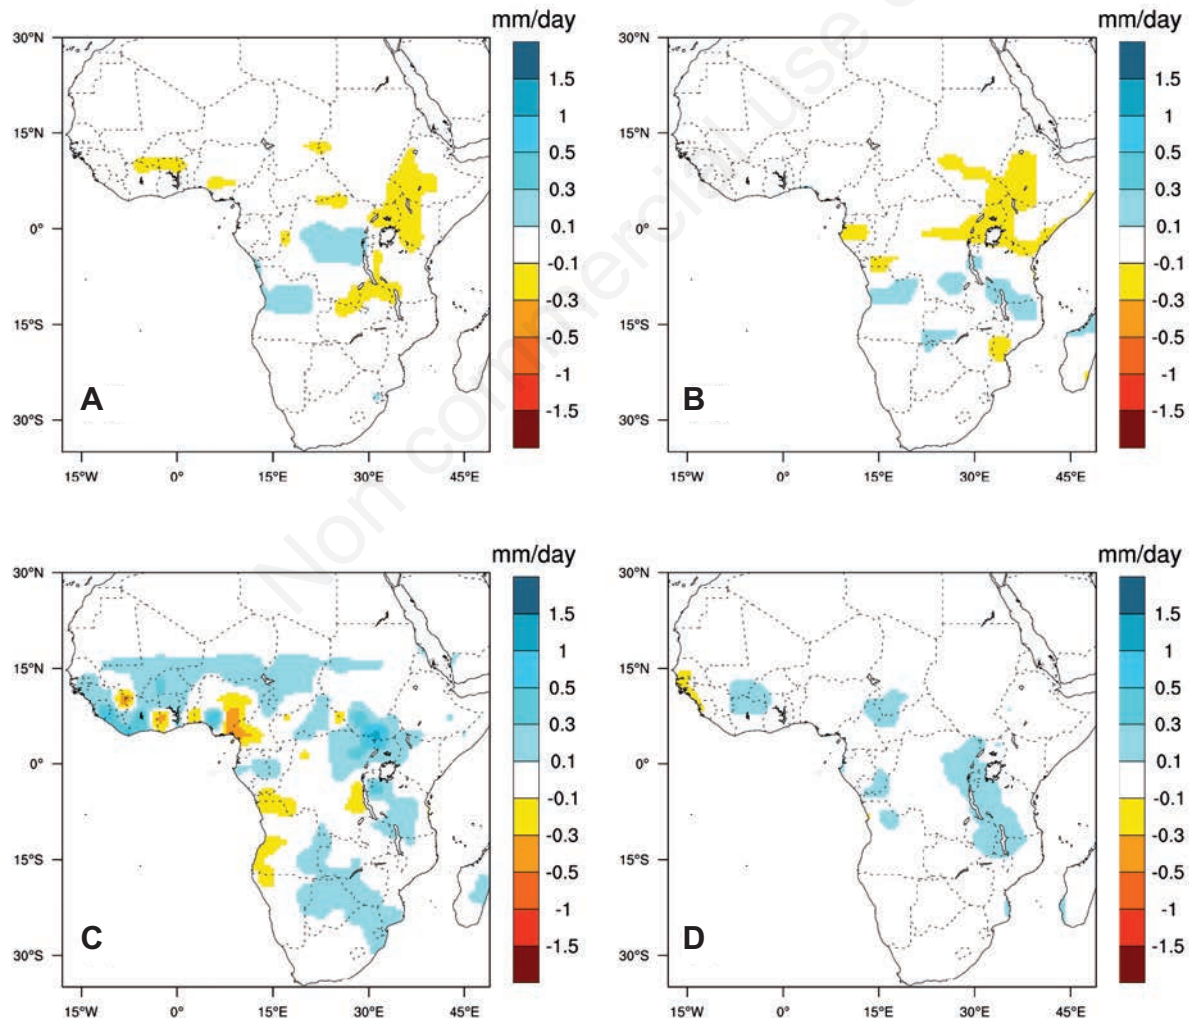 mm/day mm/day
30°N 30°N
1.5 1.5
15°N 1 15°N 1
0.5 0.5
0.3 0.3
0° 0.1 0° 0.1
-0.1 -0.1
-0.3 -0.3
15°S -0.5 15°S -0.5
-1 -1
A B
-1.5 -1.5
30°S 30°S
15°W 0° 15°E 30°E 45°E 15°W 0° 15°E 30°E 45°E
Non commercial use
mm/day mm/day
30°N 30°N
1.5 1.5
15°N 1 15°N 1
0.5 0.5
0.3 0.3
0° 0.1 0° 0.1
-0.1 -0.1
-0.3 -0.3
15°S -0.5 15°S -0.5
-1 -1
C D
-1.5 -1.5
30°S 30°S
15°W 0° 15°E 30°E 45°E 15°W 0° 15°E 30°E 45°E